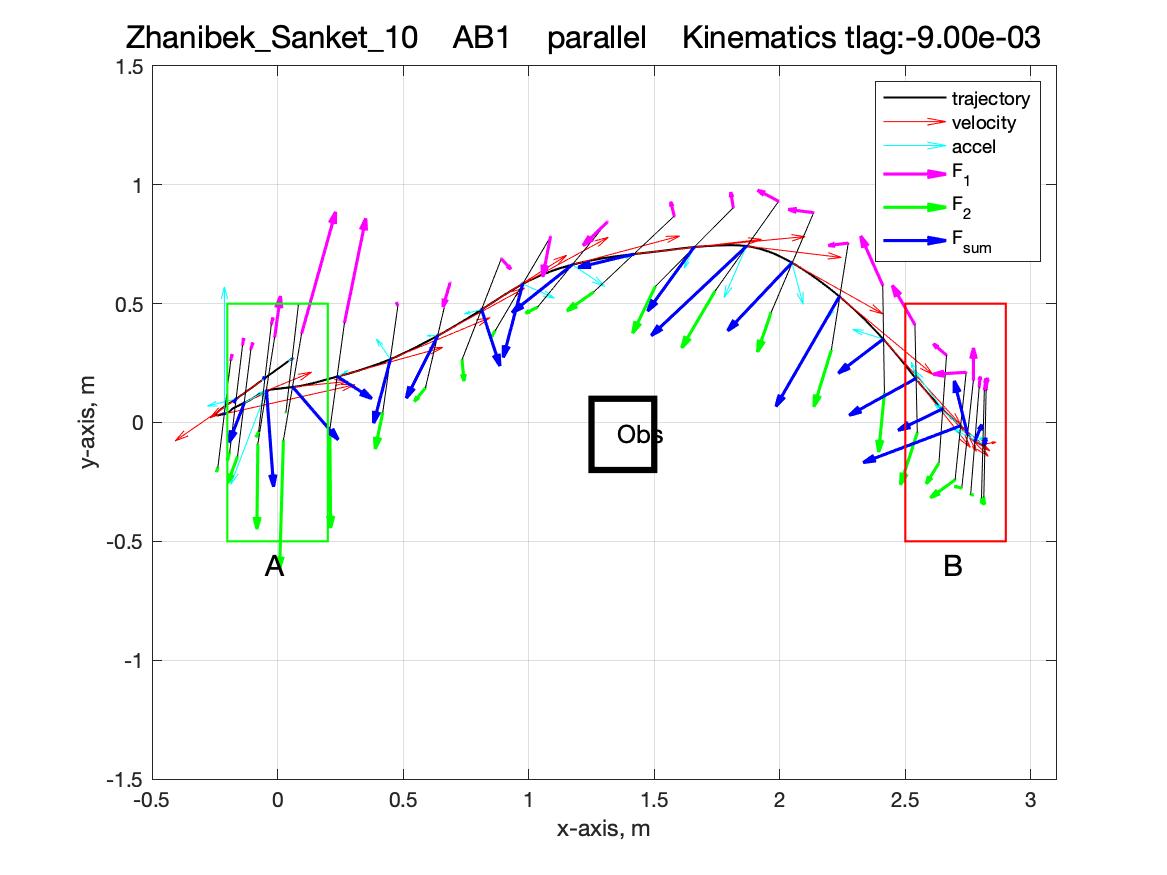 Zhanibek_Sanket_10 AB1 parallel Kinematics tlag:-9.00e-03
1.5
1
0.5
0
-0.5
-1
-1.5
y-axis, m
trajectory
velocity
accel
F1
F2
Fsum
Obs
A
B
-0.5 0 0.5 1 1.5 2 2.5 3
x-axis, m